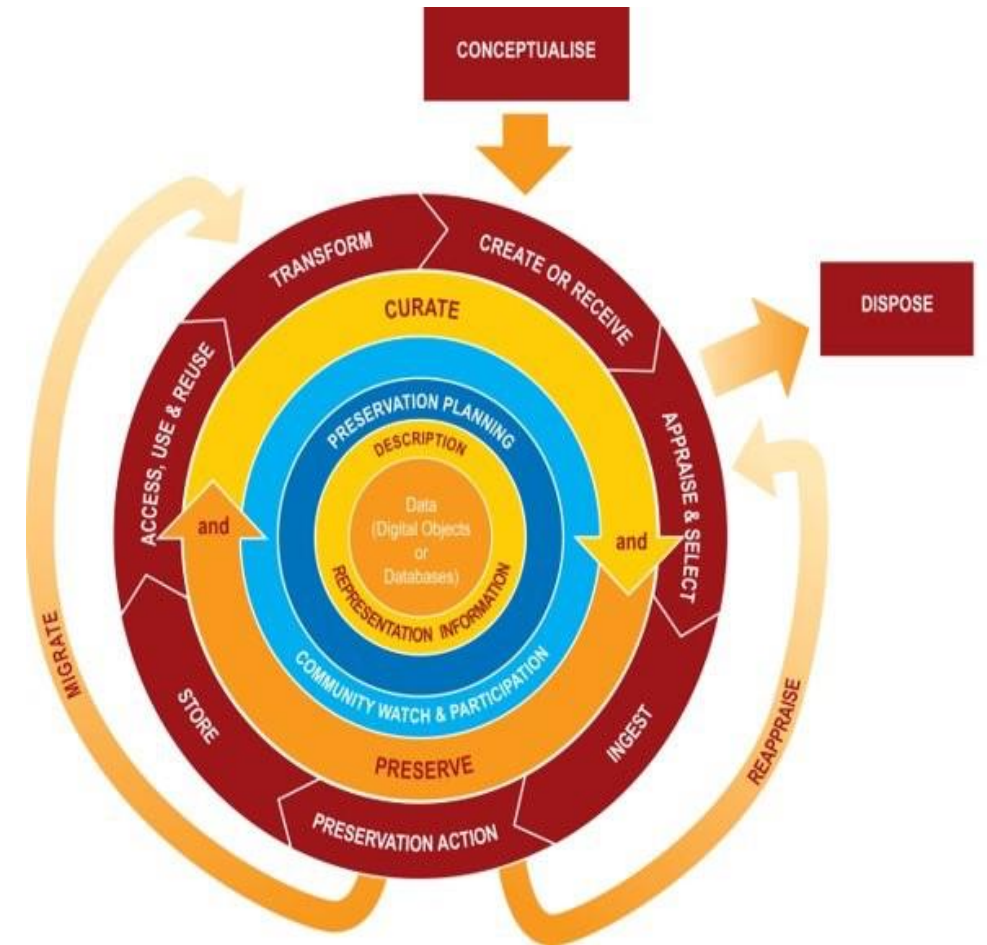 CONCEPTUALISE
TRANSFORM
CREATE OR RECEIVE
DISPOSE
CURATE
ACCESS, USE & REUSE
APPRAISE & SELECT
PRESERVATION PLANNING
DESCRIPTION
Data
(Digital Objects
or
Databases)
and
and
REPRESENTATION INFORMATION
COMMUNITY WATCH & PARTICIPATION
MIGRATE
STORE
INGEST
REAPPRAISE
PRESERVE
PRESERVATION ACTION